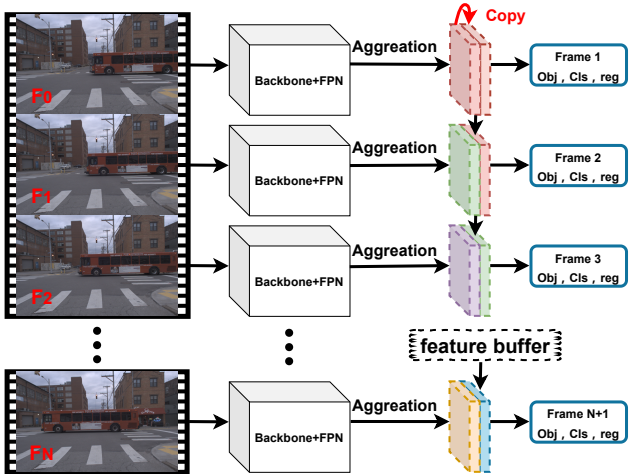 Copy
F0
Backbone+FPN
Aggreation
Frame 1
Obj , Cls , reg
F1
Backbone+FPN
Aggreation
Frame 2
Obj , Cls , reg
F2
Backbone+FPN
Aggreation
Frame 3
Obj , Cls , reg
feature buffer
FN
Backbone+FPN
Aggreation
Frame N+1
Obj , Cls , reg